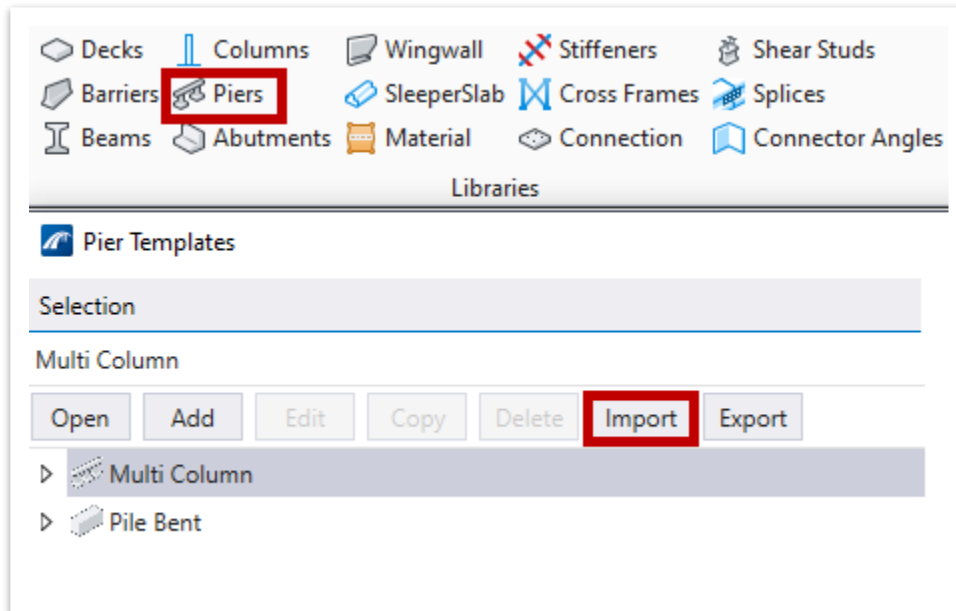 Decks Columns Wingwall Stiffeners Shear Studs
Barriers Piers SleeperSlab Cross Frames Splices
Beams Abutments Material Connection Connector Angles
Libraries
Pier Templates
Selection
Multi Column
Open Add Edit Copy Delete Import Export
Multi Column
Pile Bent